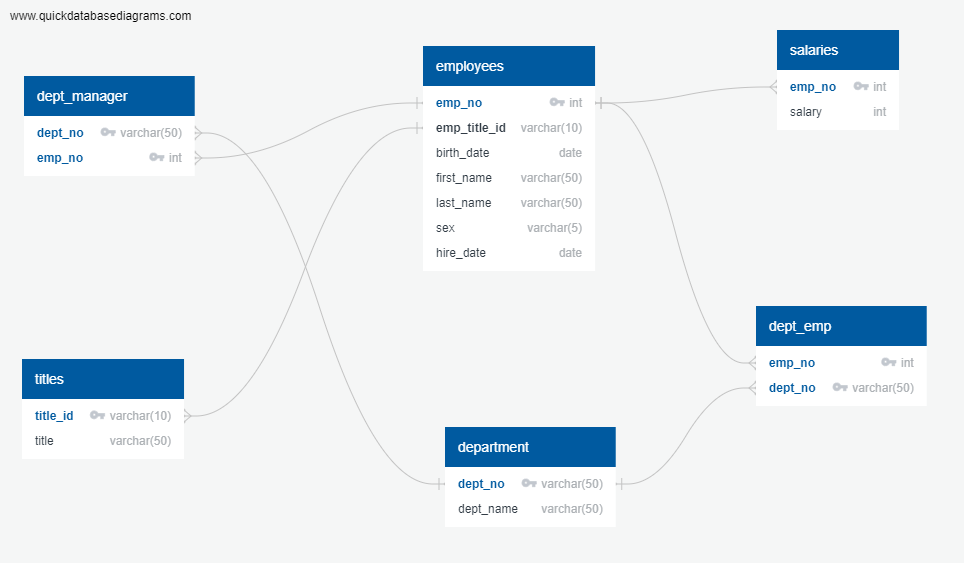 www.quickdatabasediagrams.com
dept_manager
dept_no varchar(50)
emp_no int
employees
emp_no int
emp_title_id varchar(10)
birth_date date
first_name varchar(50)
last_name varchar(50)
sex varchar(5)
hire_date date
salaries
emp_no int
salary int
titles
title_id varchar(10)
title varchar(50)
department
dept_no varchar(50)
dept_name varchar(50)
dept_emp
emp_no int
dept_no varchar(50)